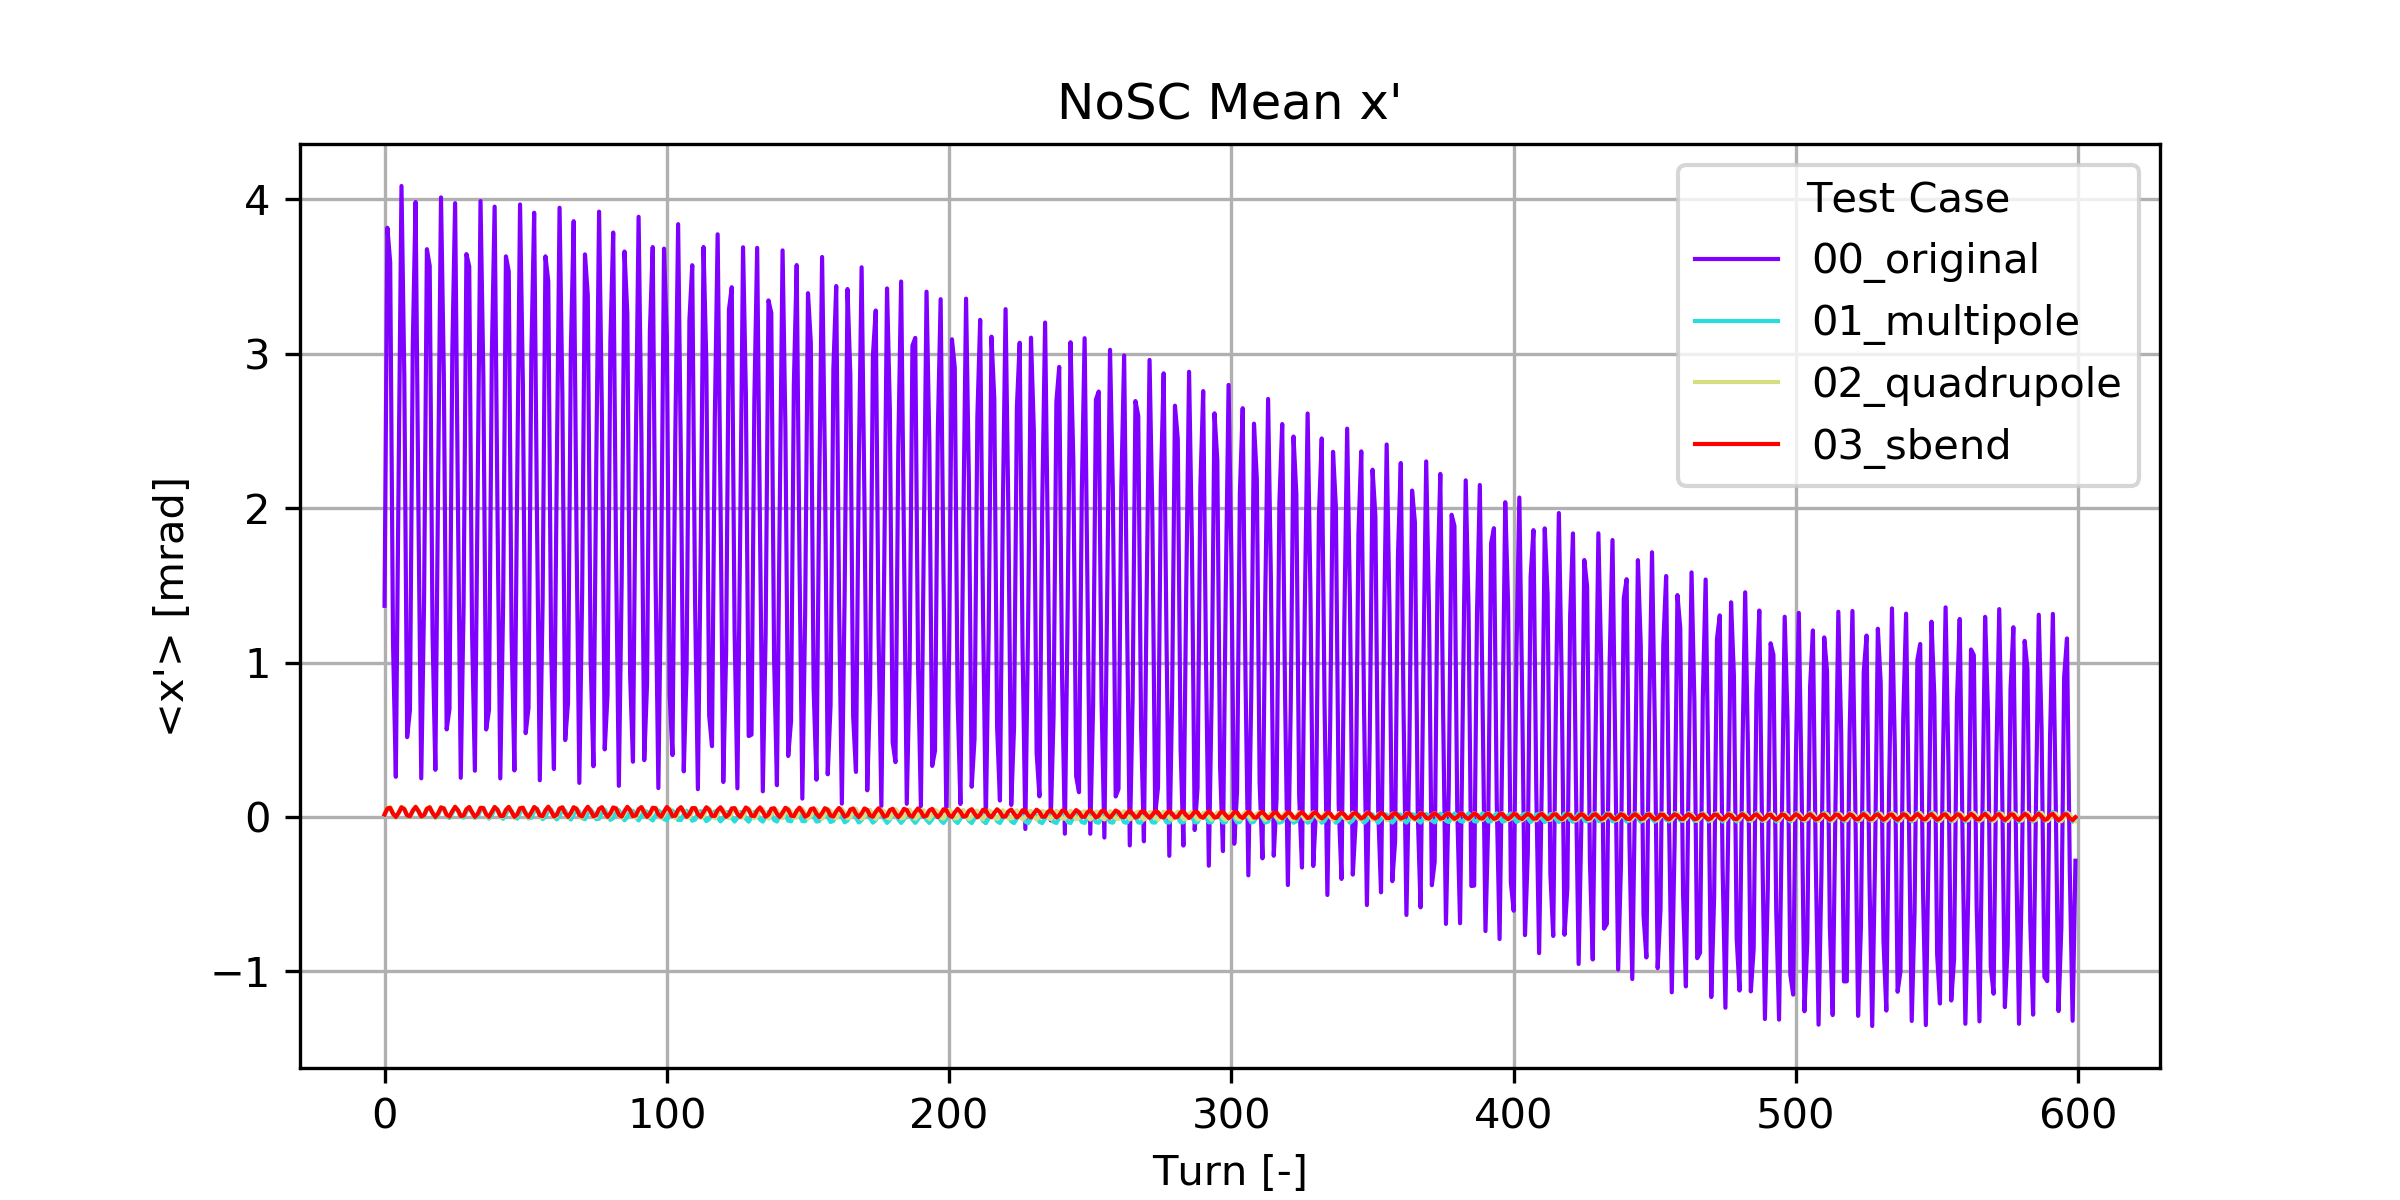 NoSC Mean x'
Test Case
00_original
01_multipole
02_quadrupole
03_sbend
4
3
2
1
0
−1
<x'> [mrad]
0 100 200 300 400 500 600
Turn [-]